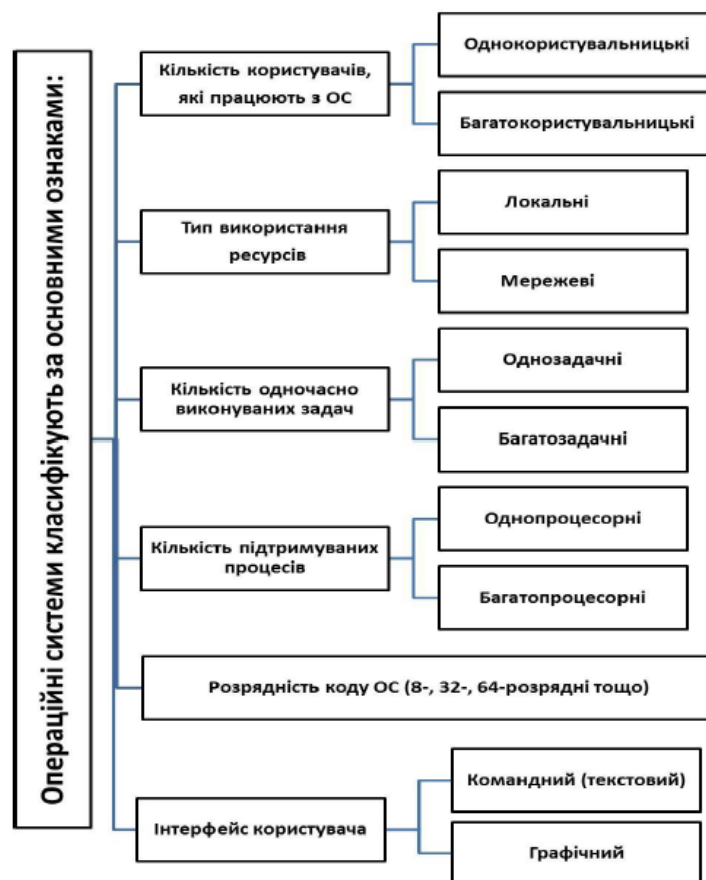 Операційні системи класифікують за основними ознаками:
Кількість користувачів,
які працюють з ОС
Однокористувальницькі
Багатокористувальницькі
Тип використання
ресурсів
Локальні
Мережеві
Кількість одночасно
виконуваних задач
Однозадачні
Багатозадачні
Кількість підтримуваних
процесів
Однопроцесорні
Багатопроцесорні
Розрядність коду ОС (8-, 32-, 64-розрядні тощо)
Інтерфейс користувача
Командний (текстовий)
Графічний